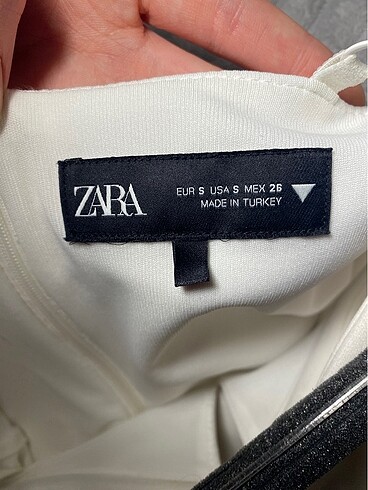 ZARA
EUR S USA S MEX 26
MADE IN TURKEY